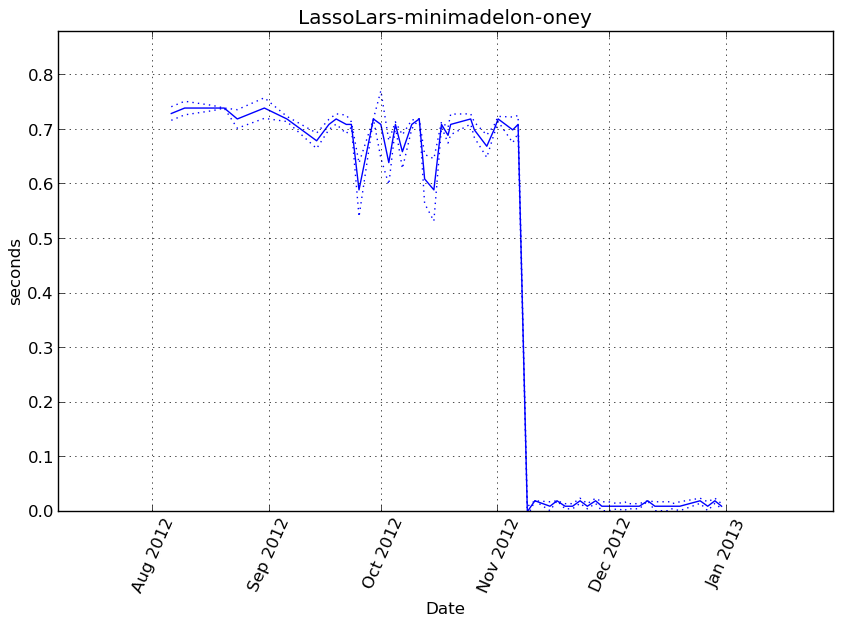 LassoLars-minimadelon-oney
0.8
0.7
0.6
0.5
0.4
0.3
0.2
0.1
0.0
seconds
Aug 2012
Sep 2012
Oct 2012
Nov 2012
Dec 2012
Jan 2013
Date